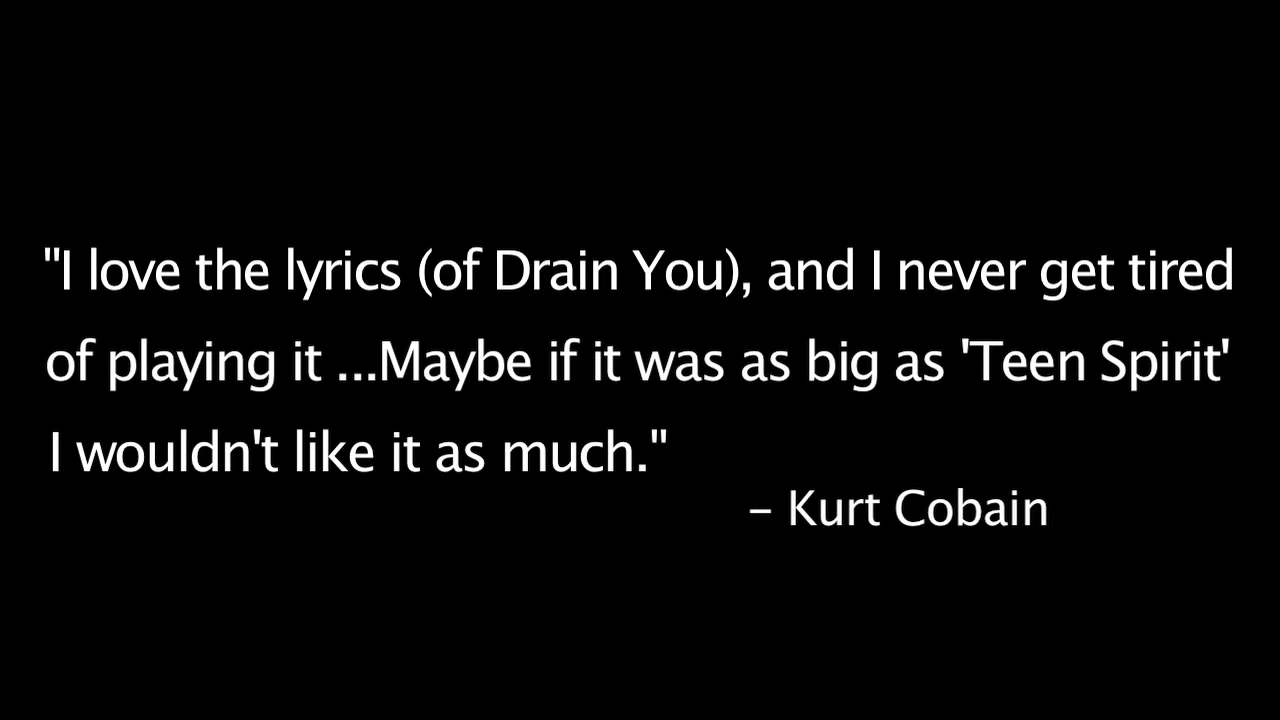 "I love the lyrics (of Drain You), and I never get tired
of playing it ...Maybe if it was as big as 'Teen Spirit'
I wouldn't like it as much."
– Kurt Cobain